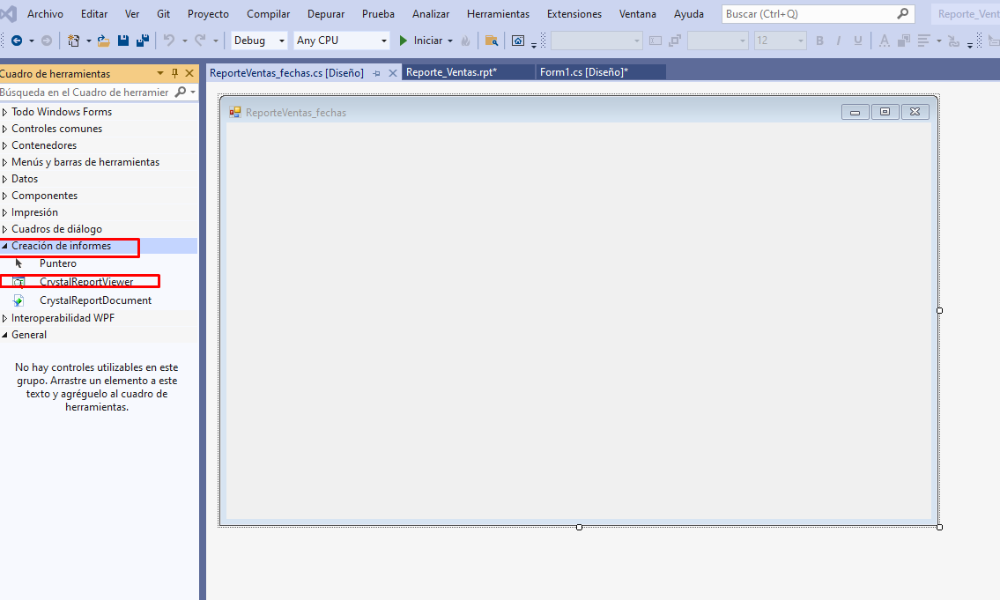 Archivo Editar Ver Git Proyecto Compilar Depurar Prueba Analizar Herramientas Extensiones Ventana Ayuda Buscar (Ctrl+Q) Reporte_Vent
Debug Any CPU Iniciar 12 B I U A
Cuadro de herramientas
Búsqueda en el Cuadro de herramier
Todo Windows Forms
Controles comunes
Contenedores
Menús y barras de herramientas
Datos
Componentes
Impresión
Cuadros de diálogo
Creación de informes
Puntero
CrystalReportViewer
CrystalReportDocument
Interoperabilidad WPF
General
No hay controles utilizables en este
grupo. Arrastre un elemento a este
texto y agréguelo al cuadro de
herramientas.
ReporteVentas_fechas.cs [Diseño] Reporte_Ventas.rpt* Form1.cs [Diseño]*
ReporteVentas_fechas